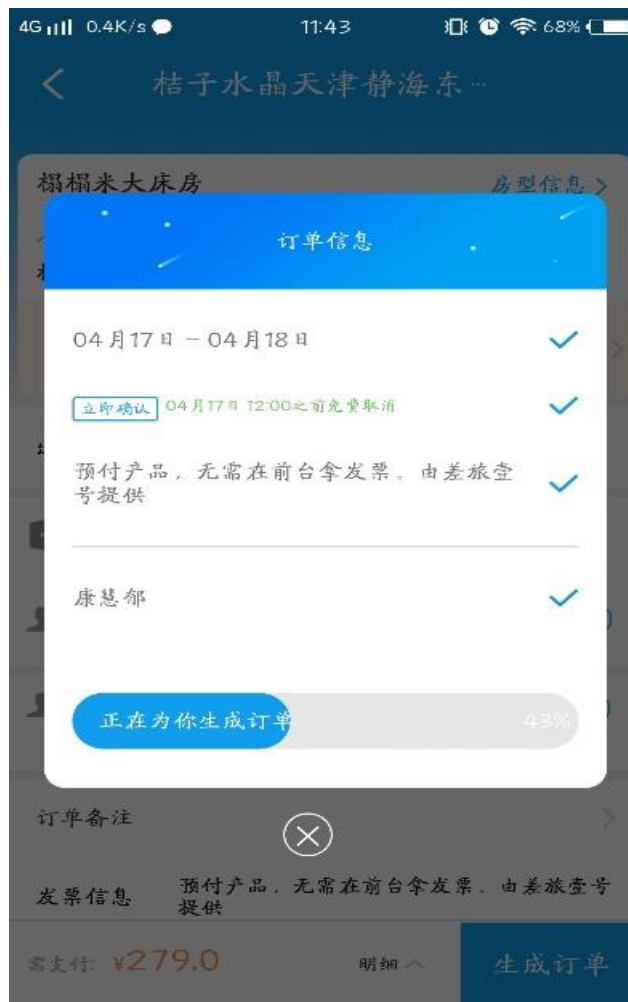 4G 0.4K/s 11:43 68%
桔子水晶天津静海东…
榻榻米大床房 房型信息
订单信息
04月17日 - 04月18日
立即确认 04月17日 12:00之前免费取消
预付产品，无需在前台拿发票。由差旅壹
号提供
康慧郁
正在为你生成订单 43%
订单备注
发票信息 预付产品，无需在前台拿发票。由差旅壹号
提供
需支付: ¥279.0 明细 生成订单